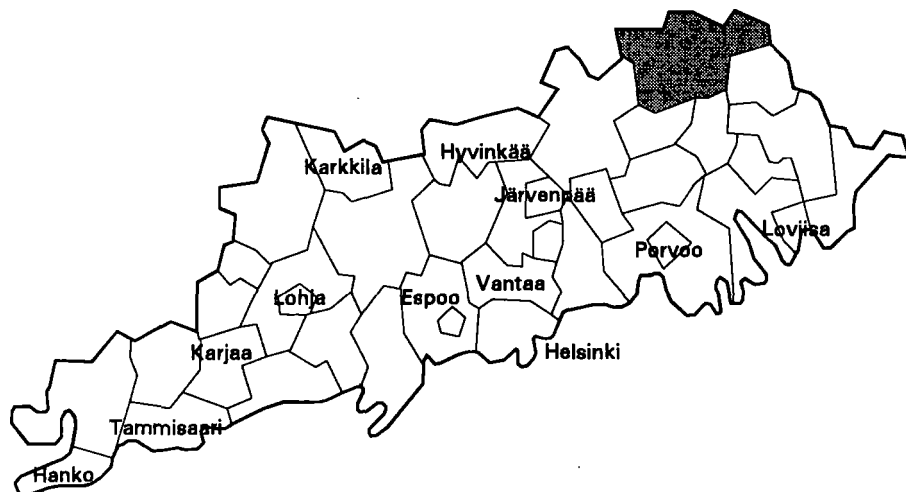 Karkkila
Hyvinkää
Järvenpää
Loviisa
Porvoo
Vantaa
Espoo
Lohja
Helsinki
Karjaa
Tammisaari
Hanko